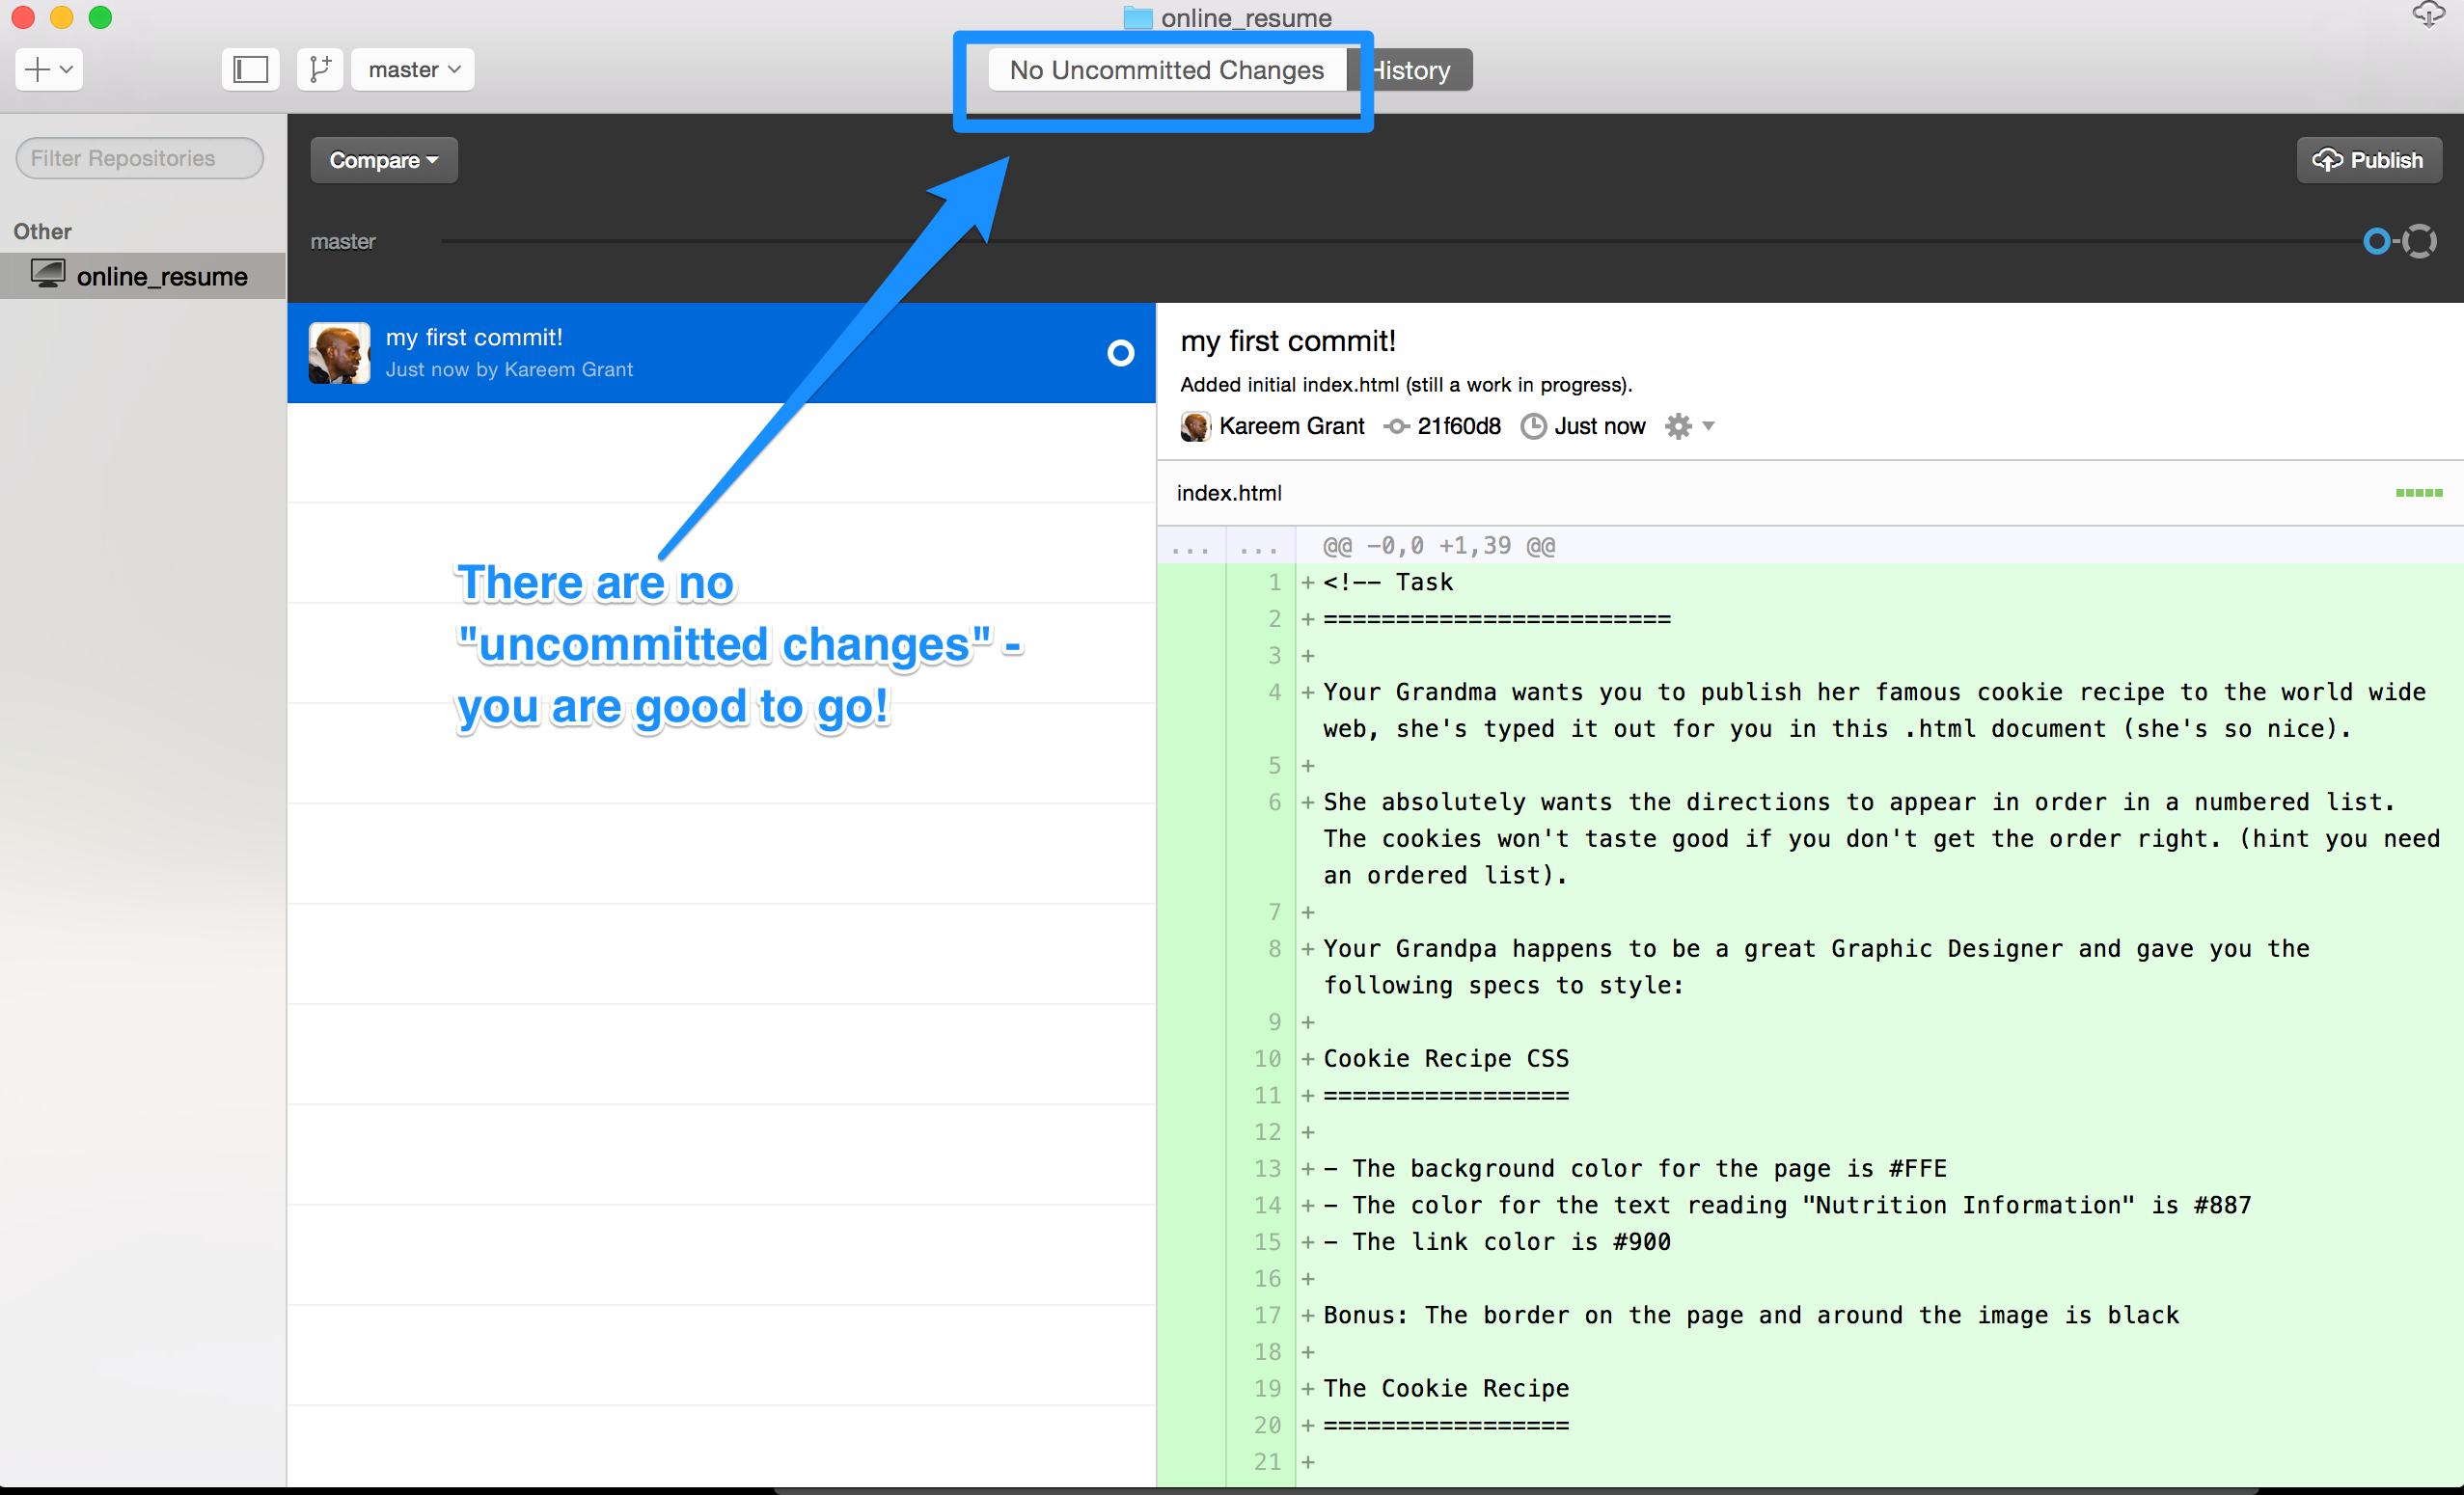 online_resume
master
No Uncommitted Changes
History
Filter Repositories
Compare
Publish
Other
master
online_resume
my first commit!
Just now by Kareem Grant
There are no
"uncommitted changes" -
you are good to go!
my first commit!
Added initial index.html (still a work in progress).
Kareem Grant 21f60d8 Just now
index.html
... ... @@ -0,0 +1,39 @@
1 +<!-- Task
2 +========================
3 +
4 +Your Grandma wants you to publish her famous cookie recipe to the world wide
web, she's typed it out for you in this .html document (she's so nice).
5 +
6 +She absolutely wants the directions to appear in order in a numbered list.
The cookies won't taste good if you don't get the order right. (hint you need
an ordered list).
7 +
8 +Your Grandpa happens to be a great Graphic Designer and gave you the
following specs to style:
9 +
10 +Cookie Recipe CSS
11 +=================
12 +
13 +- The background color for the page is #FFE
14 +- The color for the text reading "Nutrition Information" is #887
15 +- The link color is #900
16 +
17 +Bonus: The border on the page and around the image is black
18 +
19 +The Cookie Recipe
20 +=================
21 +